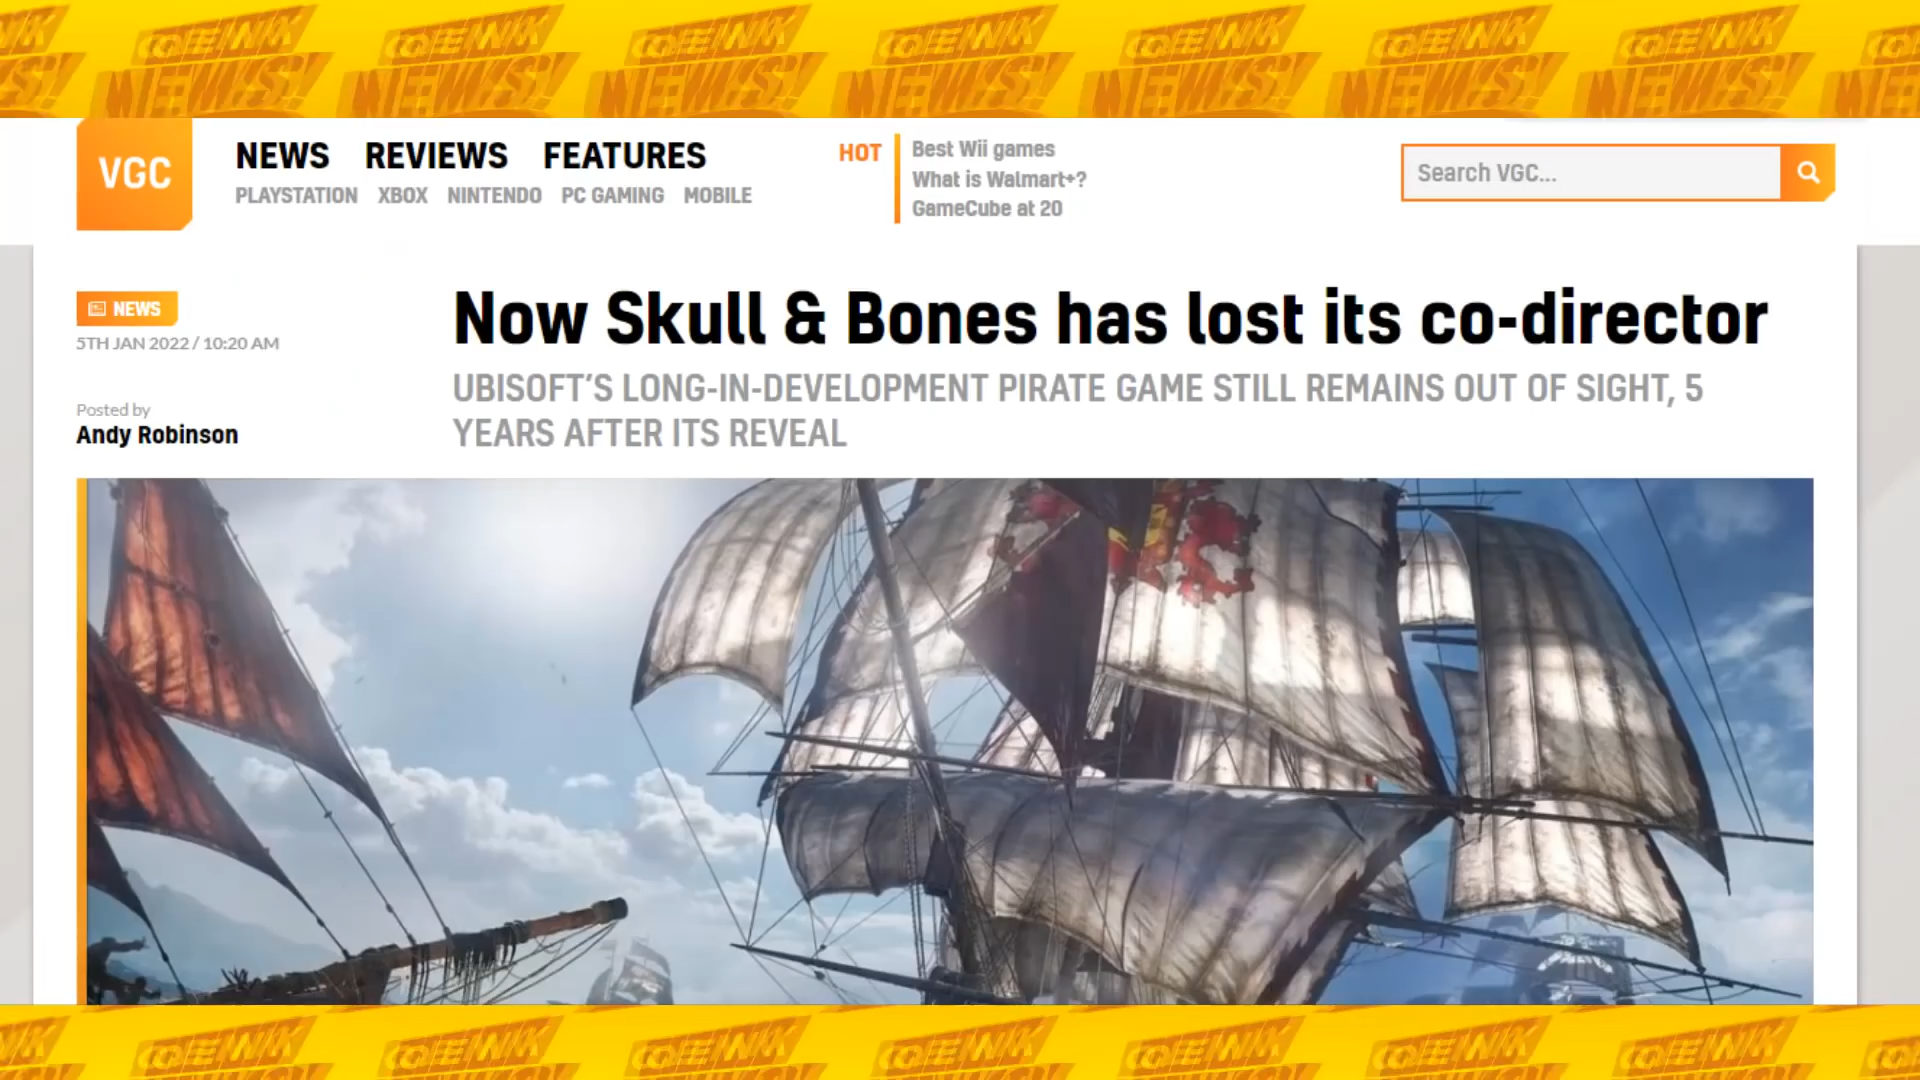 VGC
NEWS REVIEWS FEATURES
PLAYSTATION XBOX NINTENDO PC GAMING MOBILE
HOT
Best Wii games
What is Walmart+?
GameCube at 20
Search VGC...
NEWS
5TH JAN 2022 / 10:20 AM
Posted by
Andy Robinson
Now Skull & Bones has lost its co-director
UBISOFT'S LONG-IN-DEVELOPMENT PIRATE GAME STILL REMAINS OUT OF SIGHT, 5
YEARS AFTER ITS REVEAL